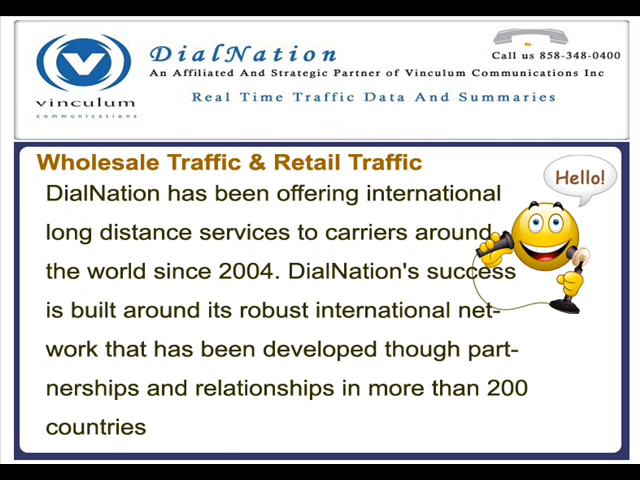 DialNation
Call us 858-348-0400
An Affiliated And Strategic Partner of Vinculum Communications Inc
vinculum
communications
Real Time Traffic Data And Summaries
Wholesale Traffic & Retail Traffic
Hello!
DialNation has been offering international
long distance services to carriers around
the world since 2004. DialNation's success
is built around its robust international net-
work that has been developed though part-
nerships and relationships in more than 200
countries